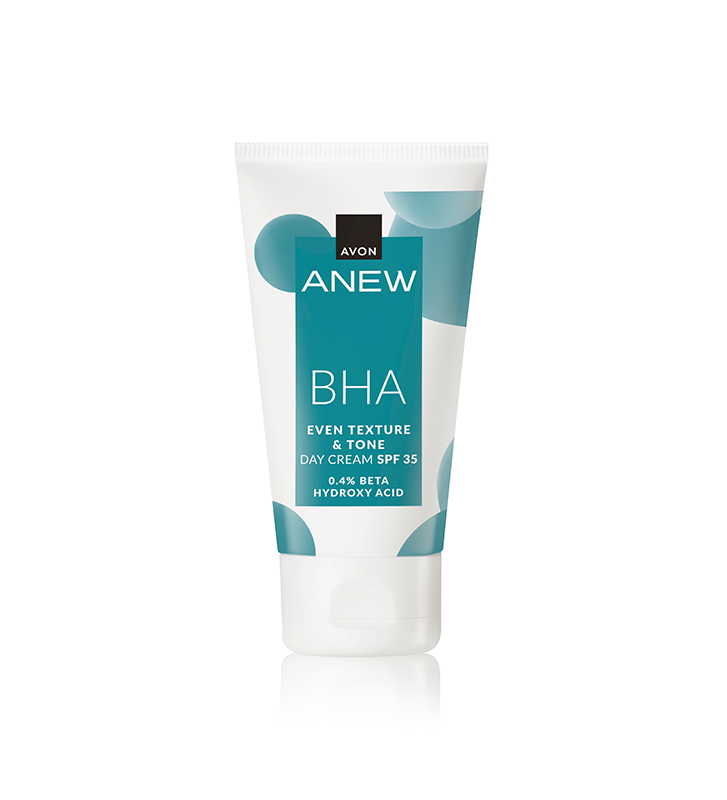 AVON
ANEW
BHA
EVEN TEXTURE
& TONE
DAY CREAM SPF 35
0.4% BETA
HYDROXY ACID